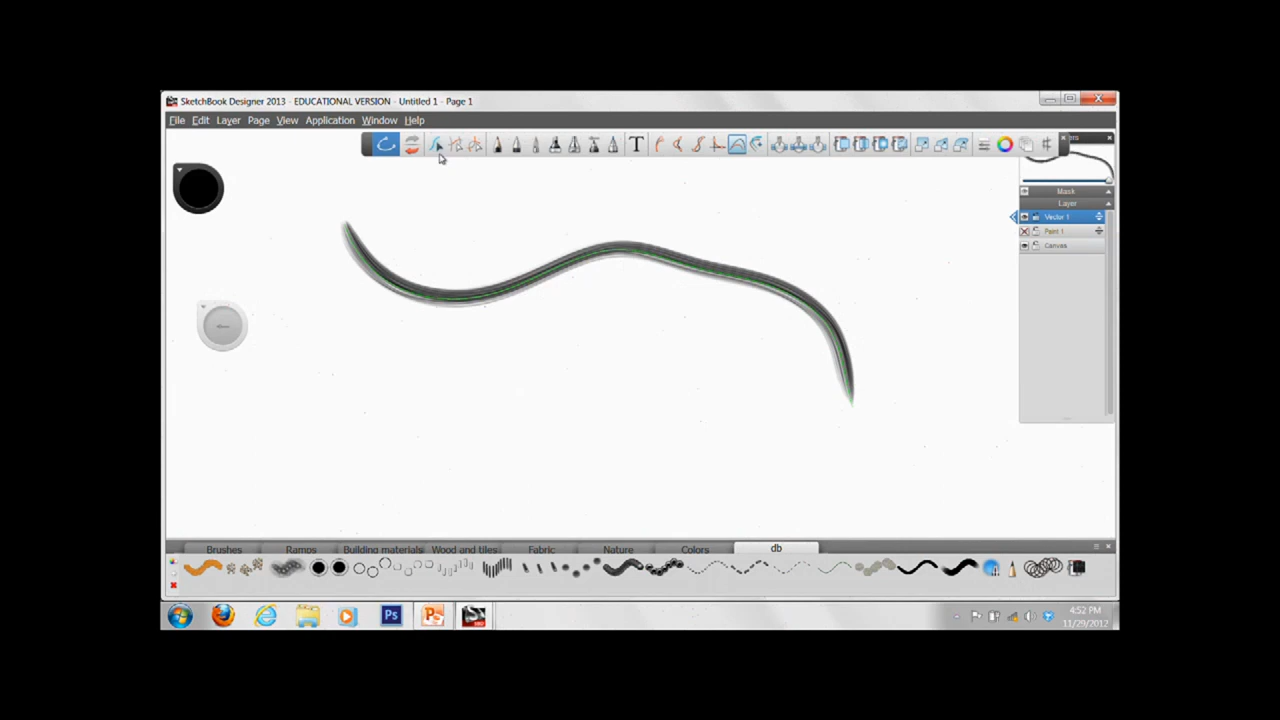 SketchBook Designer 2013 - EDUCATIONAL VERSION - Untitled 1 - Page 1
File Edit Layer Page View Application Window Help
T
Mask
Layer
Vector 1
Paint 1
Canvas
Brushes Ramps Building materials Wood and tiles Fabric Nature Colors db
Ps
4:52 PM
11/29/2012